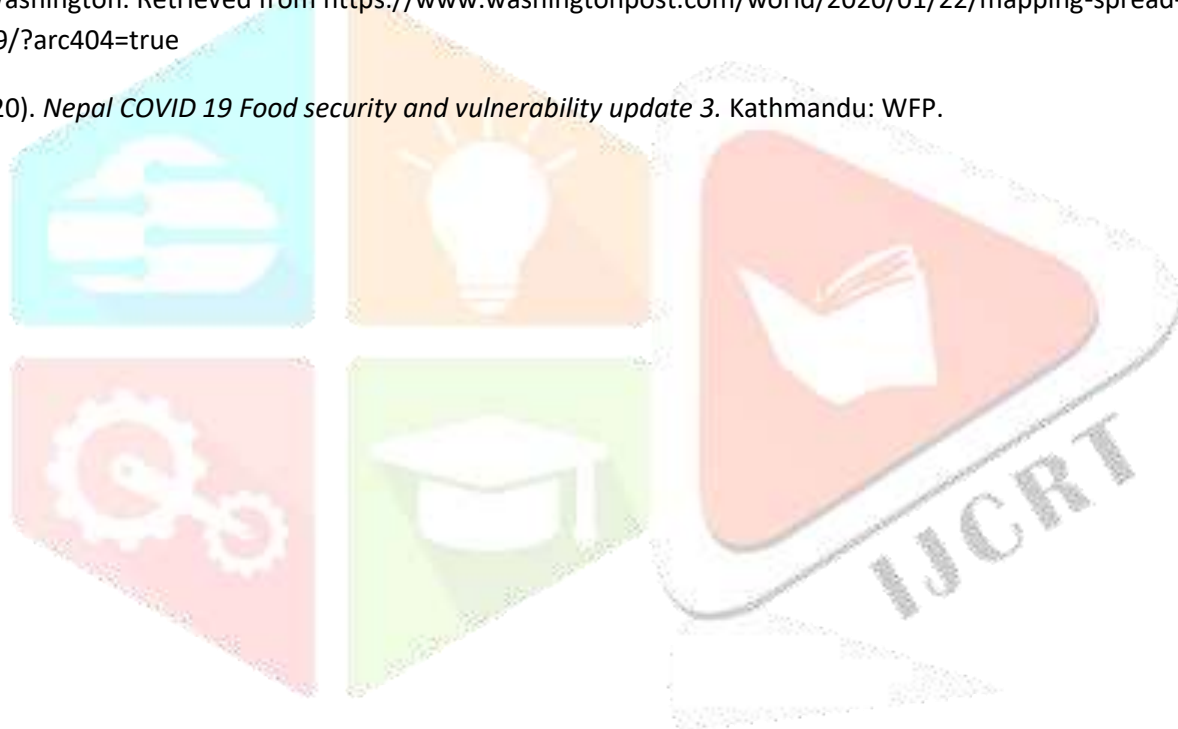 ashington. Retrieved from https://www.washingtonpost.com/world/2020/01/22/mapping-spread-
9/?arc404=true
20). Nepal COVID 19 Food security and vulnerability update 3. Kathmandu: WFP.
IJCRT